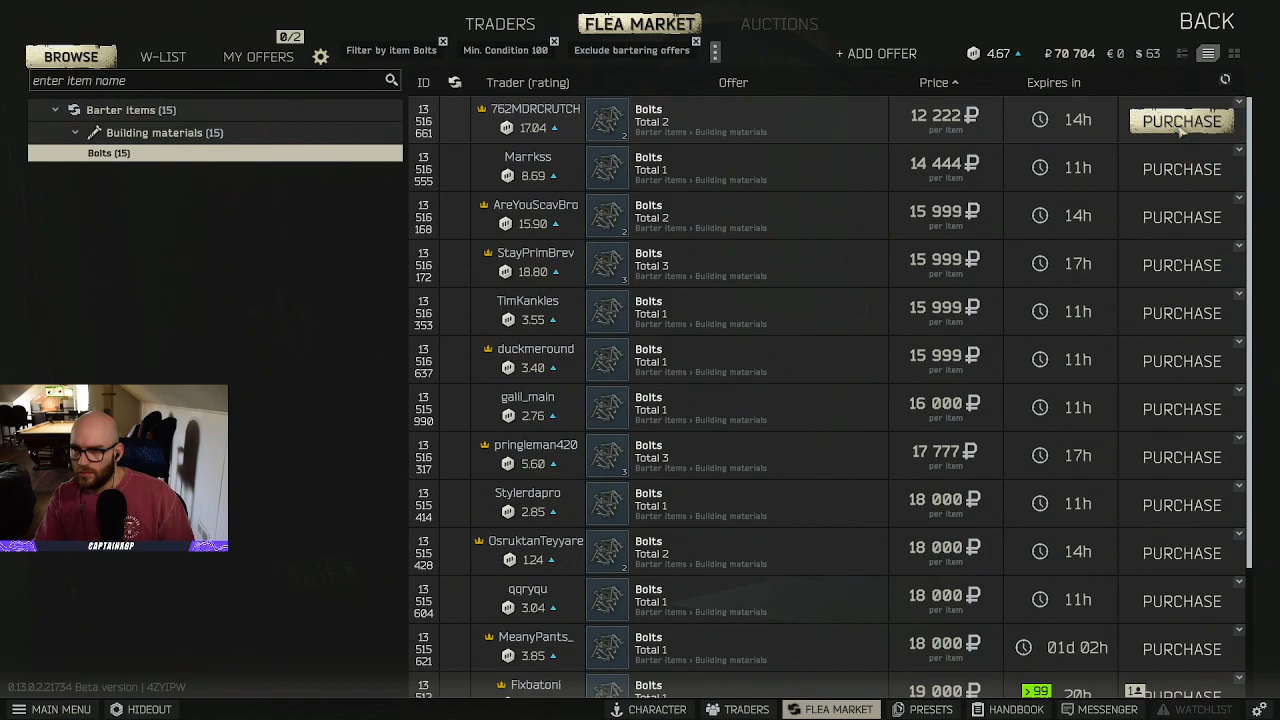 TRADERS
FLEA MARKET
AUCTIONS
BACK
BROWSE
W-LIST
0/2
MY OFFERS
Filter by item Bolts
Min. Condition 100
Exclude bartering offers
+ ADD OFFER
4.67
₽ 70 704
€ 0
$ 63
enter item name
ID
Trader (rating)
Offer
Price
Expires in
Barter items (15)
Building materials (15)
Bolts (15)
13 516 661
762MDRCRUTCH
17.04
2
Bolts
Total 2
Barter items › Building materials
12 222 ₽
per item
14h
PURCHASE
13 516 555
Marrkss
8.69
Bolts
Total 1
Barter items › Building materials
14 444 ₽
per item
11h
PURCHASE
13 516 168
AreYouScavBro
15.90
2
Bolts
Total 2
Barter items › Building materials
15 999 ₽
per item
14h
PURCHASE
13 516 172
StayPrimBrev
18.80
3
Bolts
Total 3
Barter items › Building materials
15 999 ₽
per item
17h
PURCHASE
13 516 353
TimKankles
3.55
Bolts
Total 1
Barter items › Building materials
15 999 ₽
per item
11h
PURCHASE
13 516 637
duckmeround
3.40
Bolts
Total 1
Barter items › Building materials
15 999 ₽
per item
11h
PURCHASE
13 515 990
galil_main
2.76
Bolts
Total 1
Barter items › Building materials
16 000 ₽
per item
11h
PURCHASE
13 516 317
pringleman420
5.60
3
Bolts
Total 3
Barter items › Building materials
17 777 ₽
per item
17h
PURCHASE
13 515 414
Stylerdapro
2.85
Bolts
Total 1
Barter items › Building materials
18 000 ₽
per item
11h
PURCHASE
13 515 428
OsruktanTeyyare
1.24
2
Bolts
Total 2
Barter items › Building materials
18 000 ₽
per item
14h
PURCHASE
13 515 604
qqryqu
3.04
Bolts
Total 1
Barter items › Building materials
18 000 ₽
per item
11h
PURCHASE
13 515 621
MeanyPants_
3.85
Bolts
Total 1
Barter items › Building materials
18 000 ₽
per item
01d 02h
PURCHASE
13 515
Fixbatoni
Bolts
19 000 ₽
>99
20h
1
PURCHASE
CAPTAINXGP
0.13.0.2.21734 Beta version | 4ZYIPW
MAIN MENU
HIDEOUT
CHARACTER
TRADERS
FLEA MARKET
PRESETS
HANDBOOK
MESSENGER
WATCHLIST